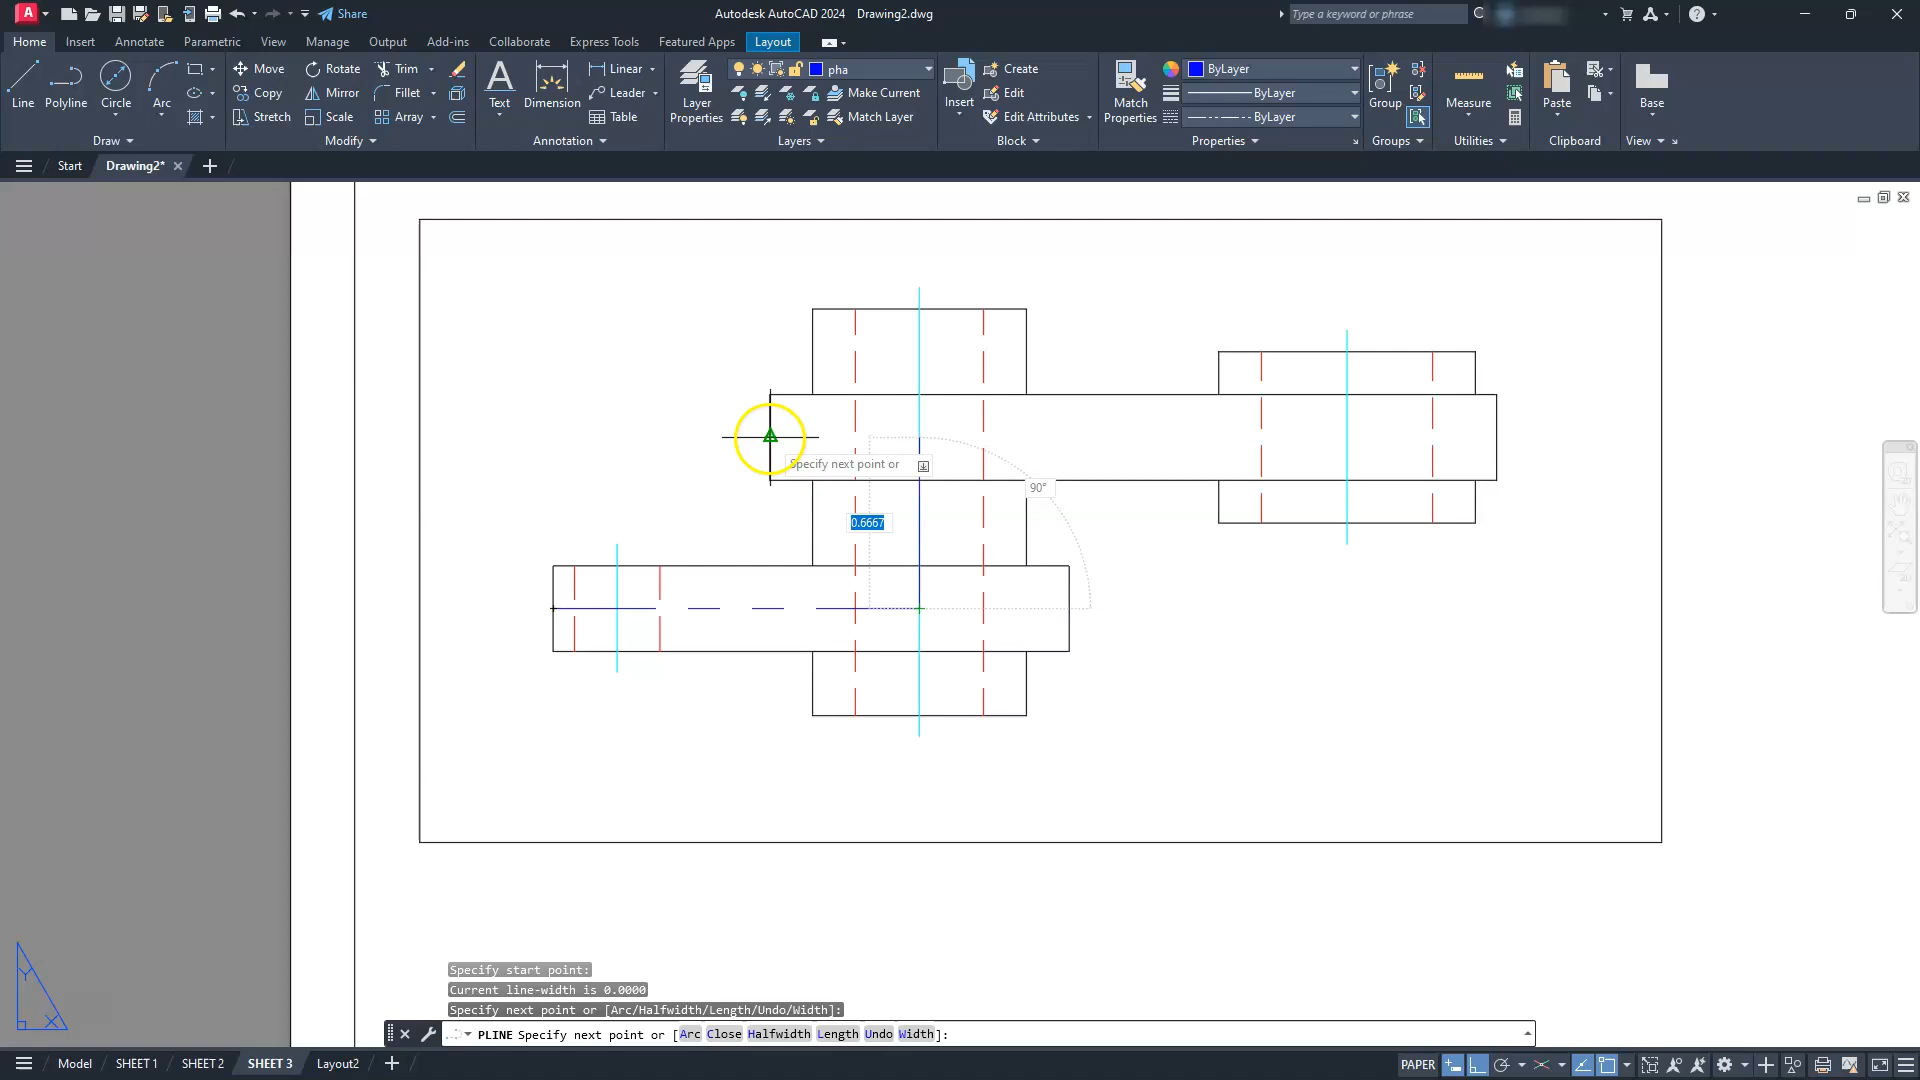 A Share Autodesk AutoCAD 2024 Drawing2.dwg Type a keyword or phrase
Home Insert Annotate Parametric View Manage Output Add-ins Collaborate Express Tools Featured Apps Layout
Line Polyline Circle Arc
Move Rotate Trim
Copy Mirror Fillet
Stretch Scale Array
Text Dimension
Linear
Leader
Table
Layer Properties
pha
Make Current
Match Layer
Insert
Create
Edit
Edit Attributes
Match Properties
ByLayer
ByLayer
ByLayer
Group Measure Paste Base
Draw Modify Annotation Layers Block Properties Groups Utilities Clipboard View
Start Drawing2*
Specify next point or
90°
0.6667
Y
X
Specify start point:
Current line-width is 0.0000
Specify next point or [Arc/Halfwidth/Length/Undo/Width]:
PLINE Specify next point or [Arc Close Halfwidth Length Undo Width]:
Model SHEET 1 SHEET 2 SHEET 3 Layout2 PAPER